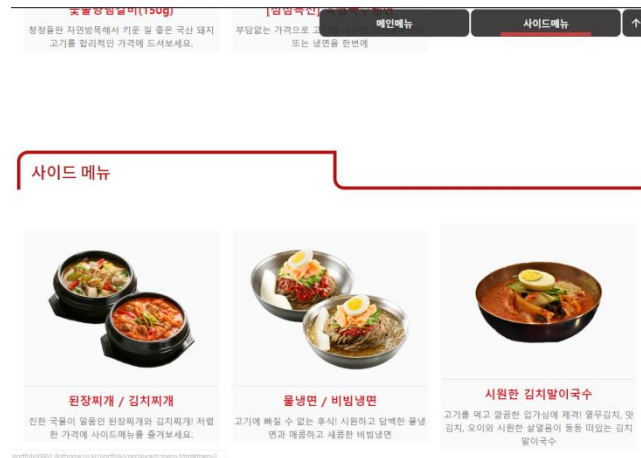 꽃불양념갈비(150g)
청정들판 자연방목해서 키운 질 좋은 국산 돼지
고기를 합리적인 가격에 드셔보세요.
부담없는 가격으로
또는 냉면을 한번에
메인메뉴
사이드메뉴
↑
사이드 메뉴
된장찌개 / 김치찌개
진한 국물이 일품인 된장찌개와 김치찌개! 저렴
한 가격에 사이드메뉴를 즐겨보세요.
물냉면 / 비빔냉면
고기에 빠질 수 없는 후식! 시원하고 담백한 물냉
면과 매콤하고 새콤한 비빔냉면
시원한 김치말이국수
고기를 먹고 깔끔한 입가심에 제격! 열무김치, 맛
김치, 오이와 시원한 살얼음이 동동 떠있는 김치
말이국수